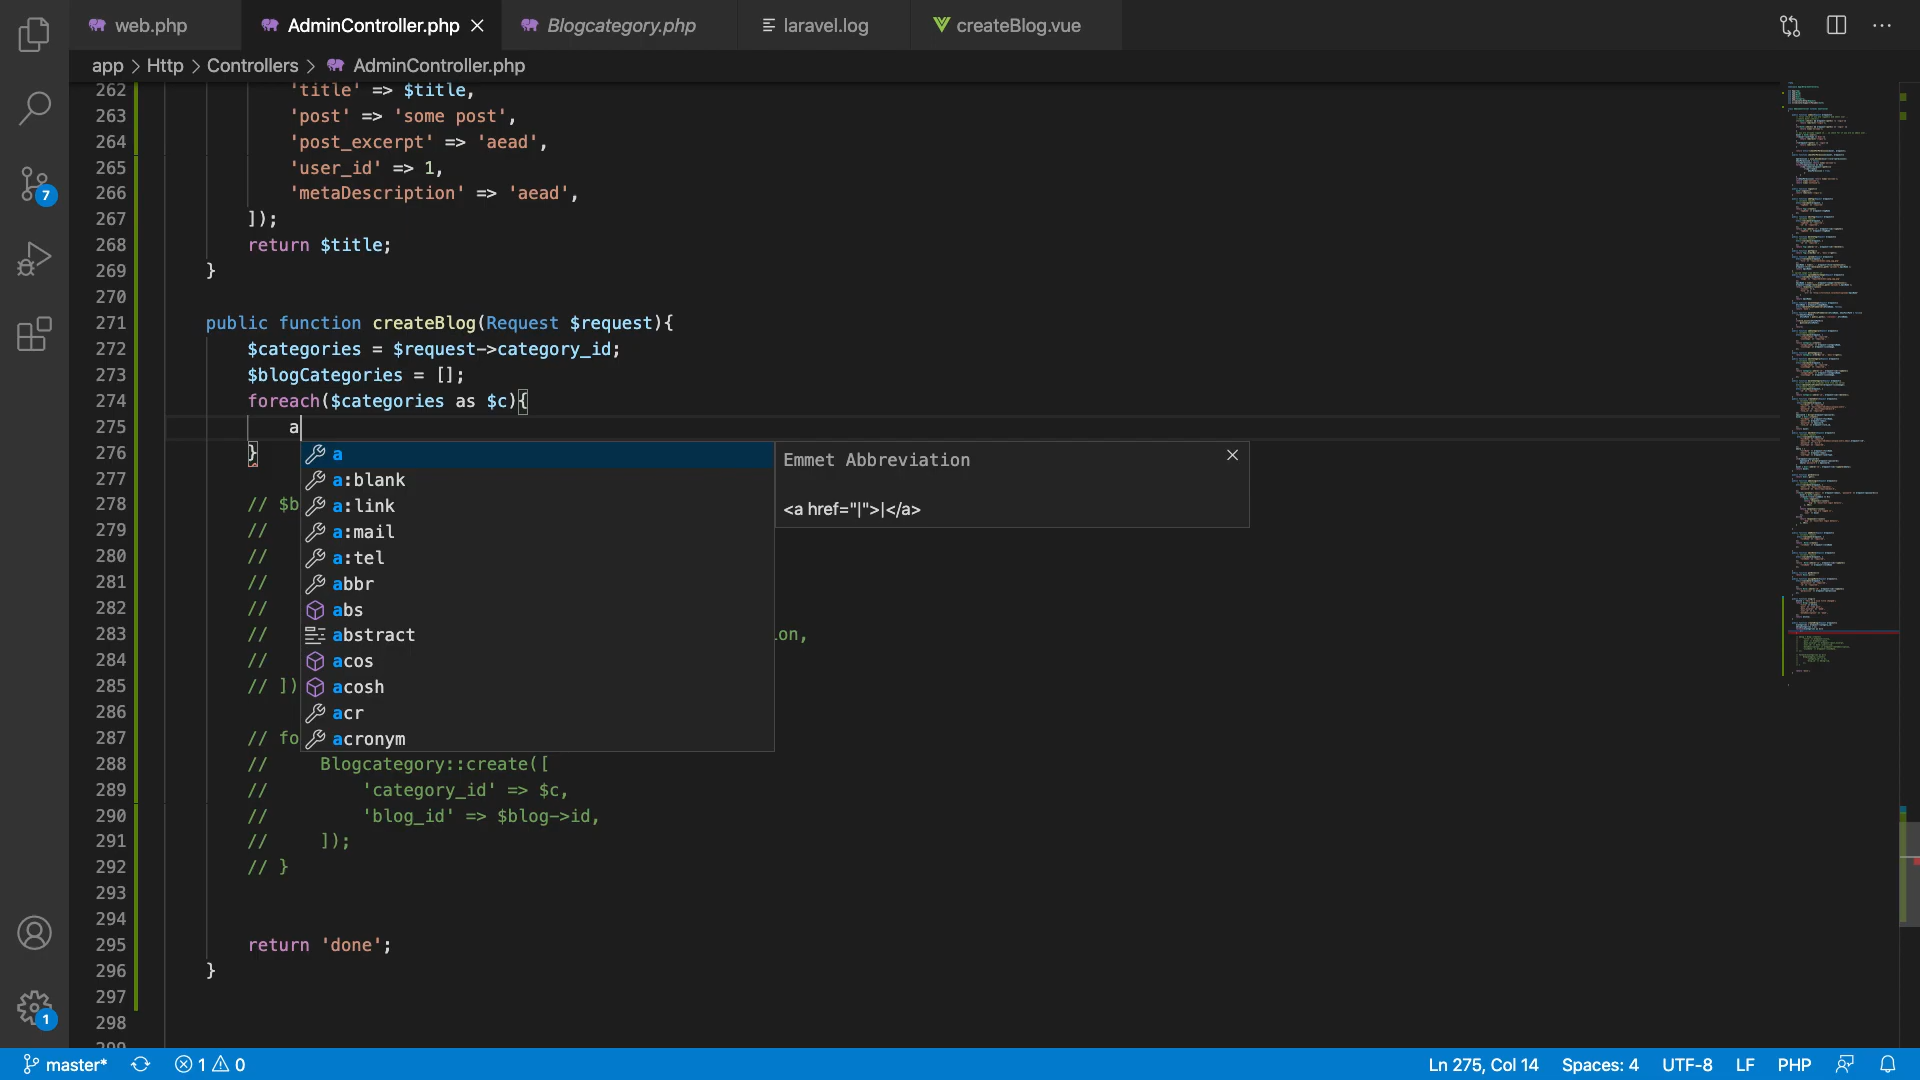 web.php
AdminController.php
Blogcategory.php
laravel.log
createBlog.vue
app > Http > Controllers > AdminController.php
262 'title' => $title,
263 'post' => 'some post',
264 'post_excerpt' => 'aead',
265 'user_id' => 1,
266 'metaDescription' => 'aead',
267 ]);
268 return $title;
269 }
270
271 public function createBlog(Request $request){
272 $categories = $request->category_id;
273 $blogCategories = [];
274 foreach($categories as $c){
275 a
276 }
a
a:blank
a:link
a:mail
a:tel
abbr
abs
abstract
acos
acosh
acr
acronym
Emmet Abbreviation
<a href="|">|</a>
277
278 // $b
279 //
280 //
281 //
282 //
283 // ion,
284 //
285 // ])
286
287 // fo
288 // Blogcategory::create([
289 // 'category_id' => $c,
290 // 'blog_id' => $blog->id,
291 // ]);
292 // }
293
294
295 return 'done';
296 }
297
298
7
1
master*
1 0
Ln 275, Col 14
Spaces: 4
UTF-8
LF
PHP